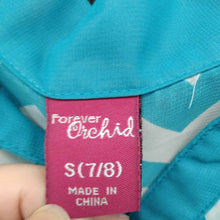 Forever
Orchid
S(7/8)
MADE IN
CHINA